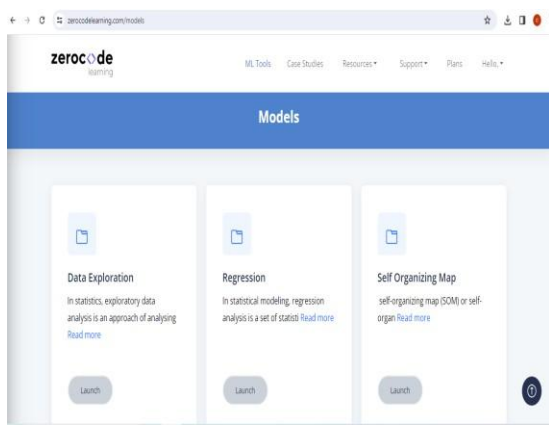 zerocodelearning.com/models
zerocode
learning
ML Tools Case Studies Resources Support Plans Hello,
Models
Data Exploration
In statistics, exploratory data
analysis is an approach of analysing
Read more
Launch
Regression
In statistical modeling, regression
analysis is a set of statisti Read more
Launch
Self Organizing Map
self-organizing map (SOM) or self-
organ Read more
Launch